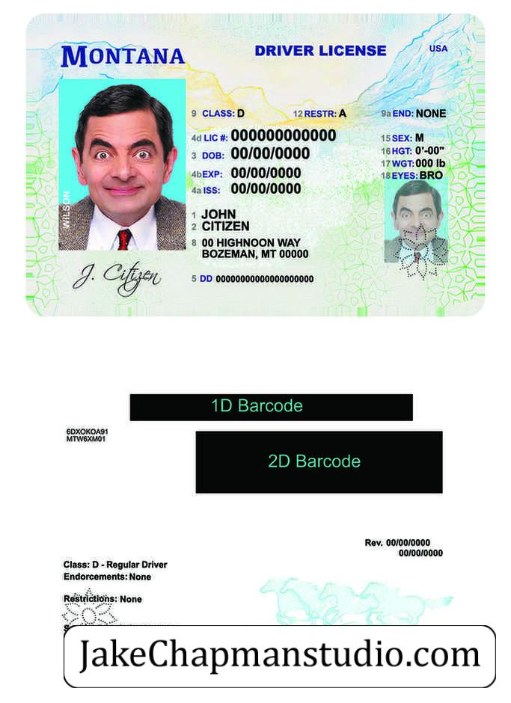 MONTANA DRIVER LICENSE USA
9 CLASS: D 12 RESTR: A 9a END: NONE
4d LIC #: 000000000000 15 SEX: M
3 DOB: 00/00/0000 16 HGT: 0'-00"
4b EXP: 00/00/0000 17 WGT: 000 lb
4a ISS: 00/00/0000 18 EYES: BRO
WILSON
1 JOHN
2 CITIZEN
8 00 HIGHNOON WAY
BOZEMAN, MT 00000
J. Citizen
5 DD 00000000000000000000
1D Barcode
6DXOKOA91
MTW6XM01
2D Barcode
Rev. 00/00/0000
00/00/0000
Class: D - Regular Driver
Endorsements: None
Restrictions: None
JakeChapmanstudio.com